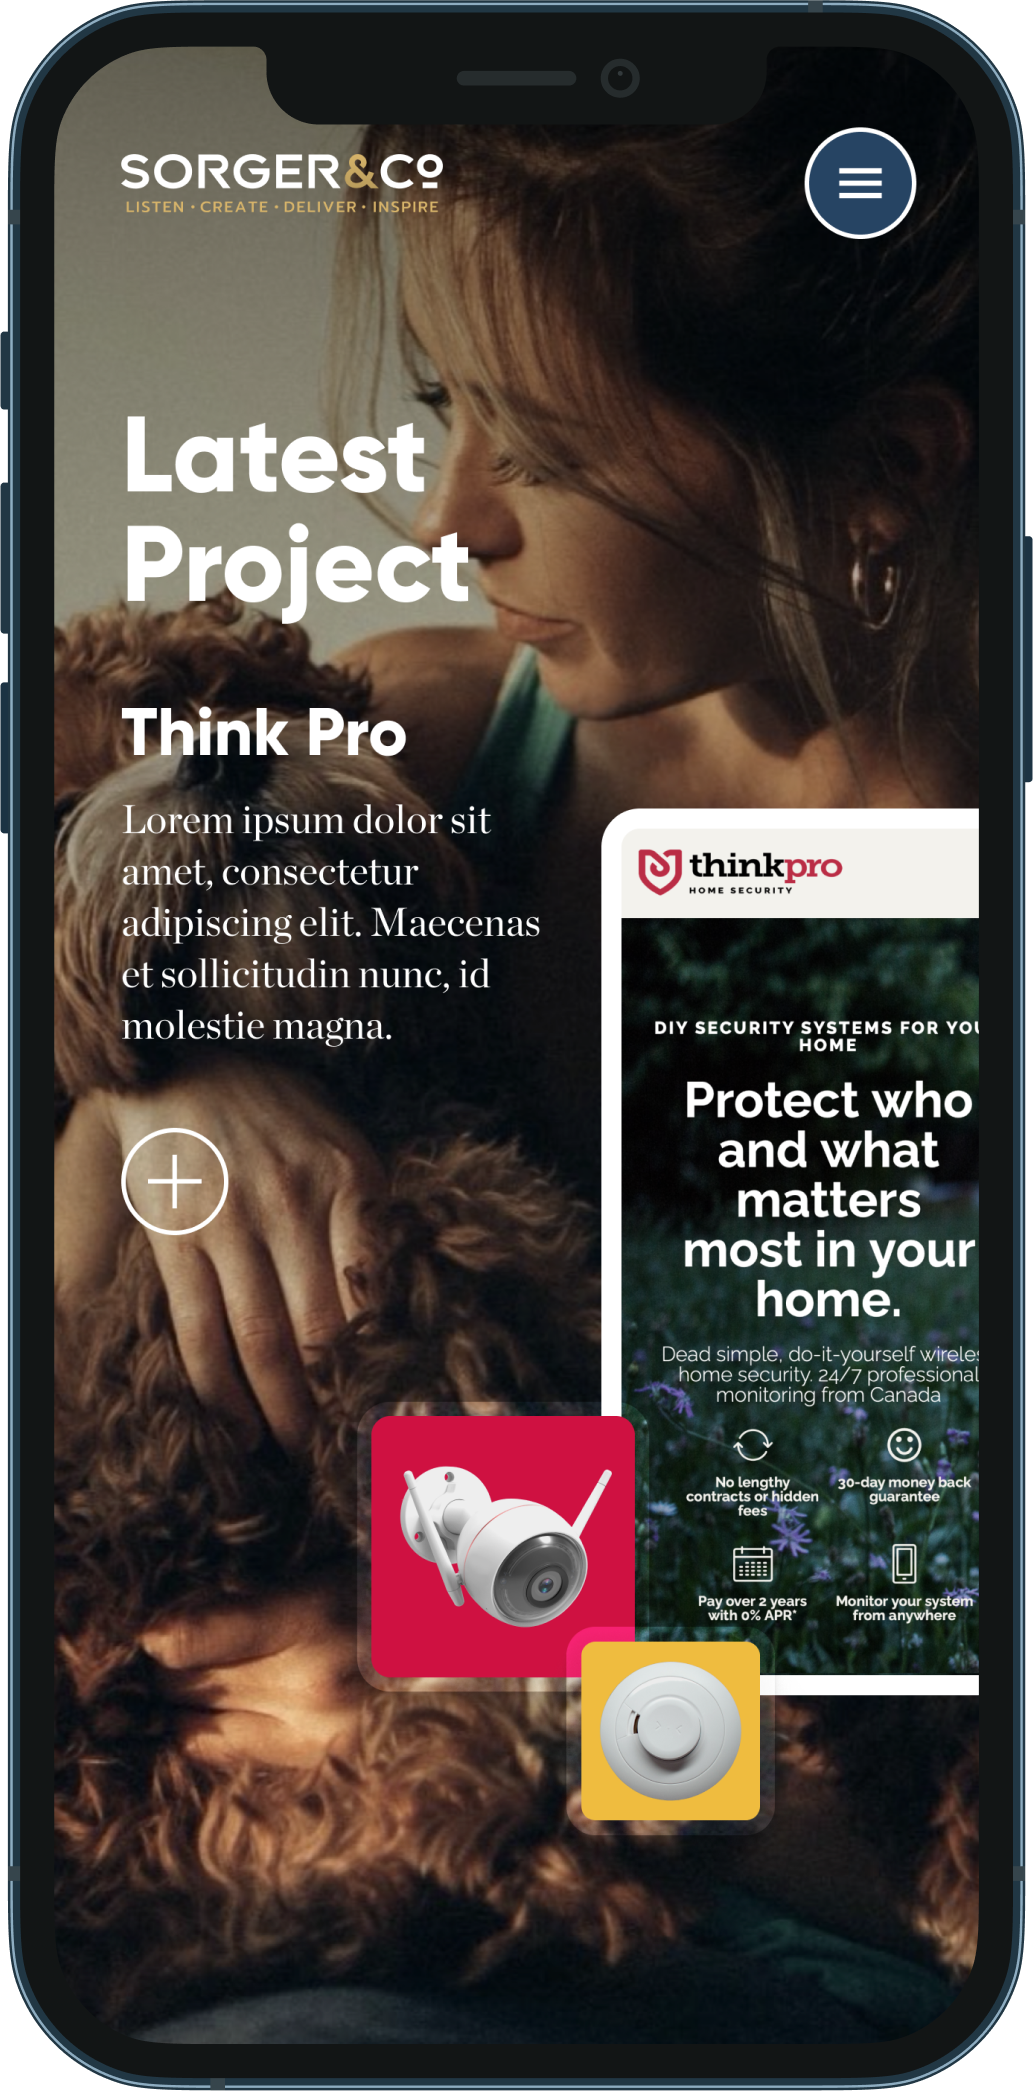 SORGER&Cº
LISTEN · CREATE · DELIVER · INSPIRE
Latest
Project
Think Pro
Lorem ipsum dolor sit
amet, consectetur
adipiscing elit. Maecenas
et sollicitudin nunc, id
molestie magna.
thinkpro
HOME SECURITY
DIY SECURITY SYSTEMS FOR YOU
HOME
Protect who
and what
matters
most in your
home.
Dead simple, do-it-yourself wireles
home security. 24/7 professional
monitoring from Canada
No lengthy
contracts or hidden
fees
30-day money back
guarantee
Pay over 2 years
with 0% APR*
Monitor your system
from anywhere